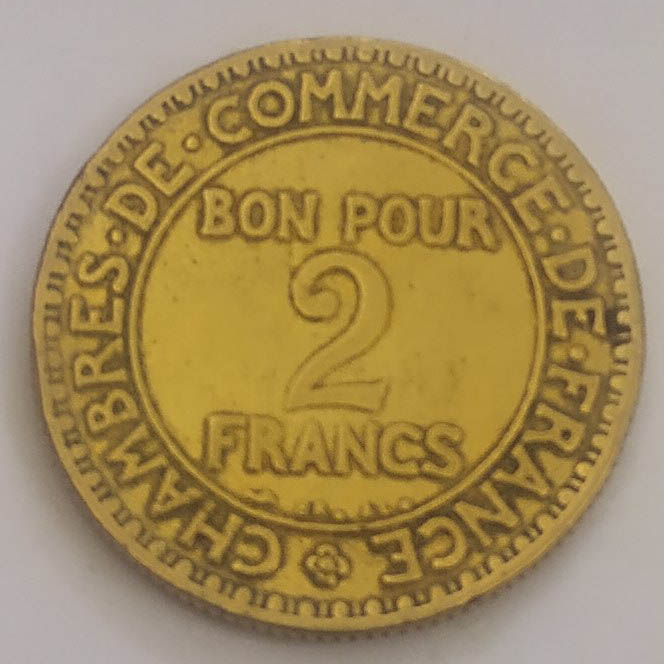 CHAMBRES·DE·COMMERCE·DE·FRANCE
BON POUR
2
FRANCS